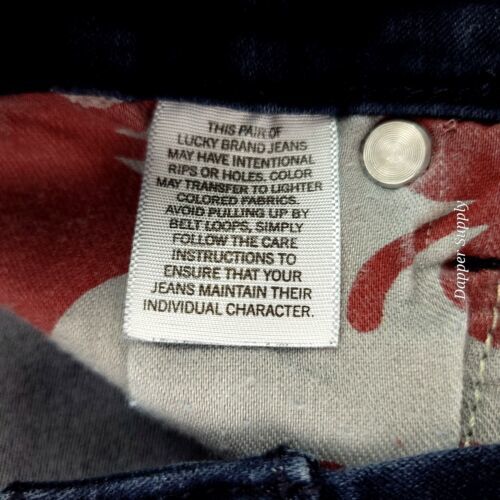 THIS PAIR OF
LUCKY BRAND JEANS
MAY HAVE INTENTIONAL
RIPS OR HOLES. COLOR
MAY TRANSFER TO LIGHTER
COLORED FABRICS.
AVOID PULLING UP BY
BELT LOOPS, SIMPLY
FOLLOW THE CARE
INSTRUCTIONS TO
ENSURE THAT YOUR
JEANS MAINTAIN THEIR
INDIVIDUAL CHARACTER.
Dapper Supply